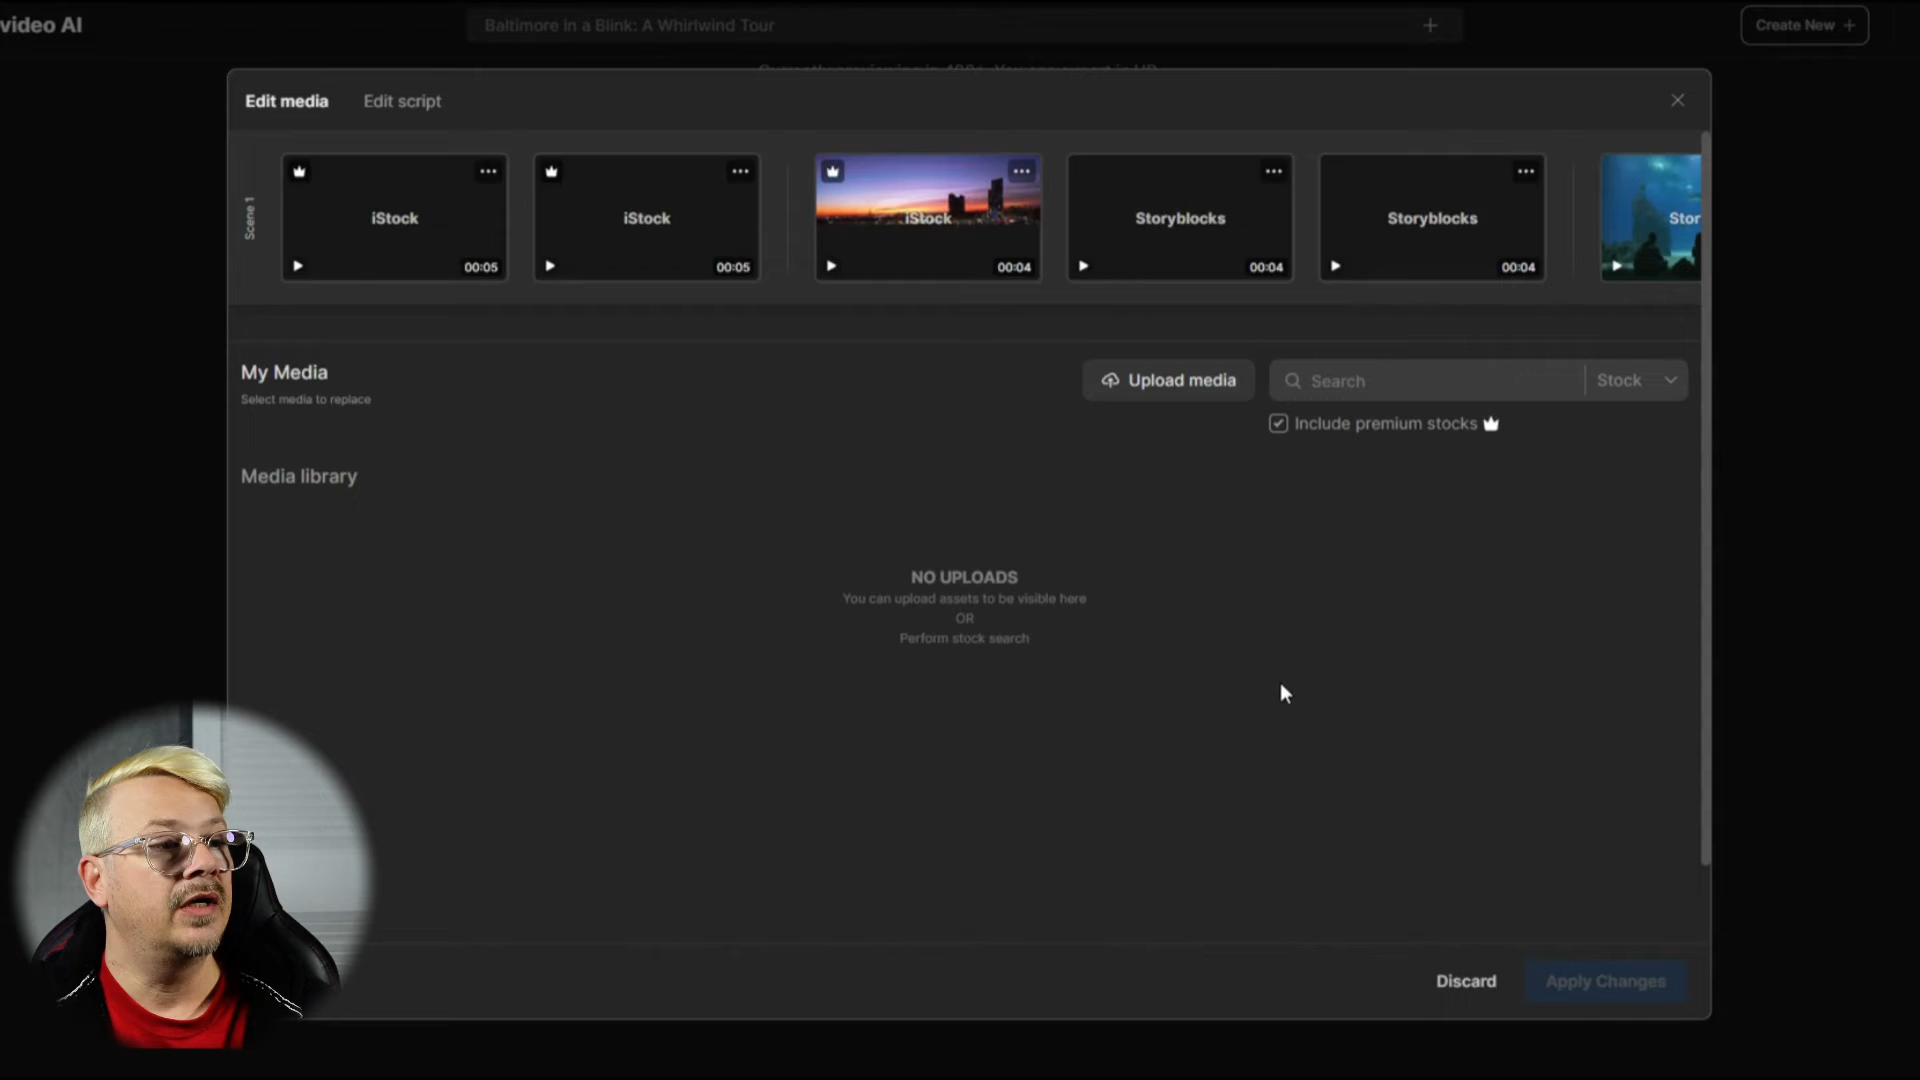 video AI
Baltimore in a Blink: A Whirlwind Tour
Create New
Edit media
Edit script
Scene 1
iStock
00:05
iStock
00:05
iStock
00:04
Storyblocks
00:04
Storyblocks
00:04
Stor
My Media
Select media to replace
Upload media
Search
Stock
Include premium stocks
Media library
NO UPLOADS
You can upload assets to be visible here
OR
Perform stock search
Discard
Apply Changes